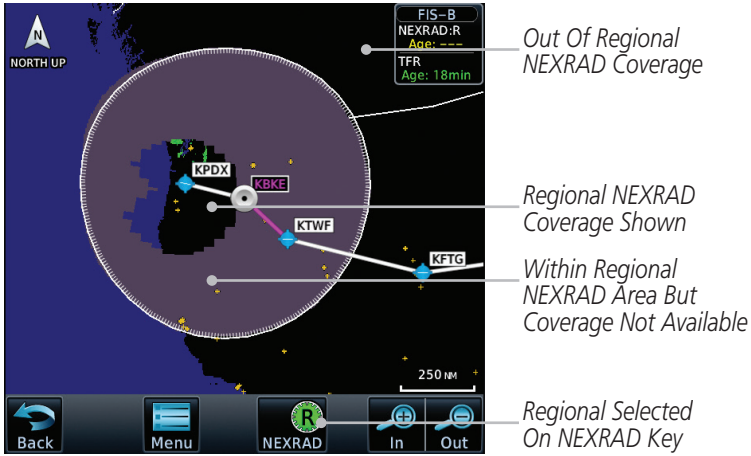 N
NORTH UP
FIS-B
NEXRAD:R
Age: ---
TFR
Age: 18min
Out Of Regional
NEXRAD Coverage
KPDX
KBKE
KTWF
KFTG
Regional NEXRAD
Coverage Shown
Within Regional
NEXRAD Area But
Coverage Not Available
250 NM
Back
Menu
R
NEXRAD
In
Out
Regional Selected
On NEXRAD Key